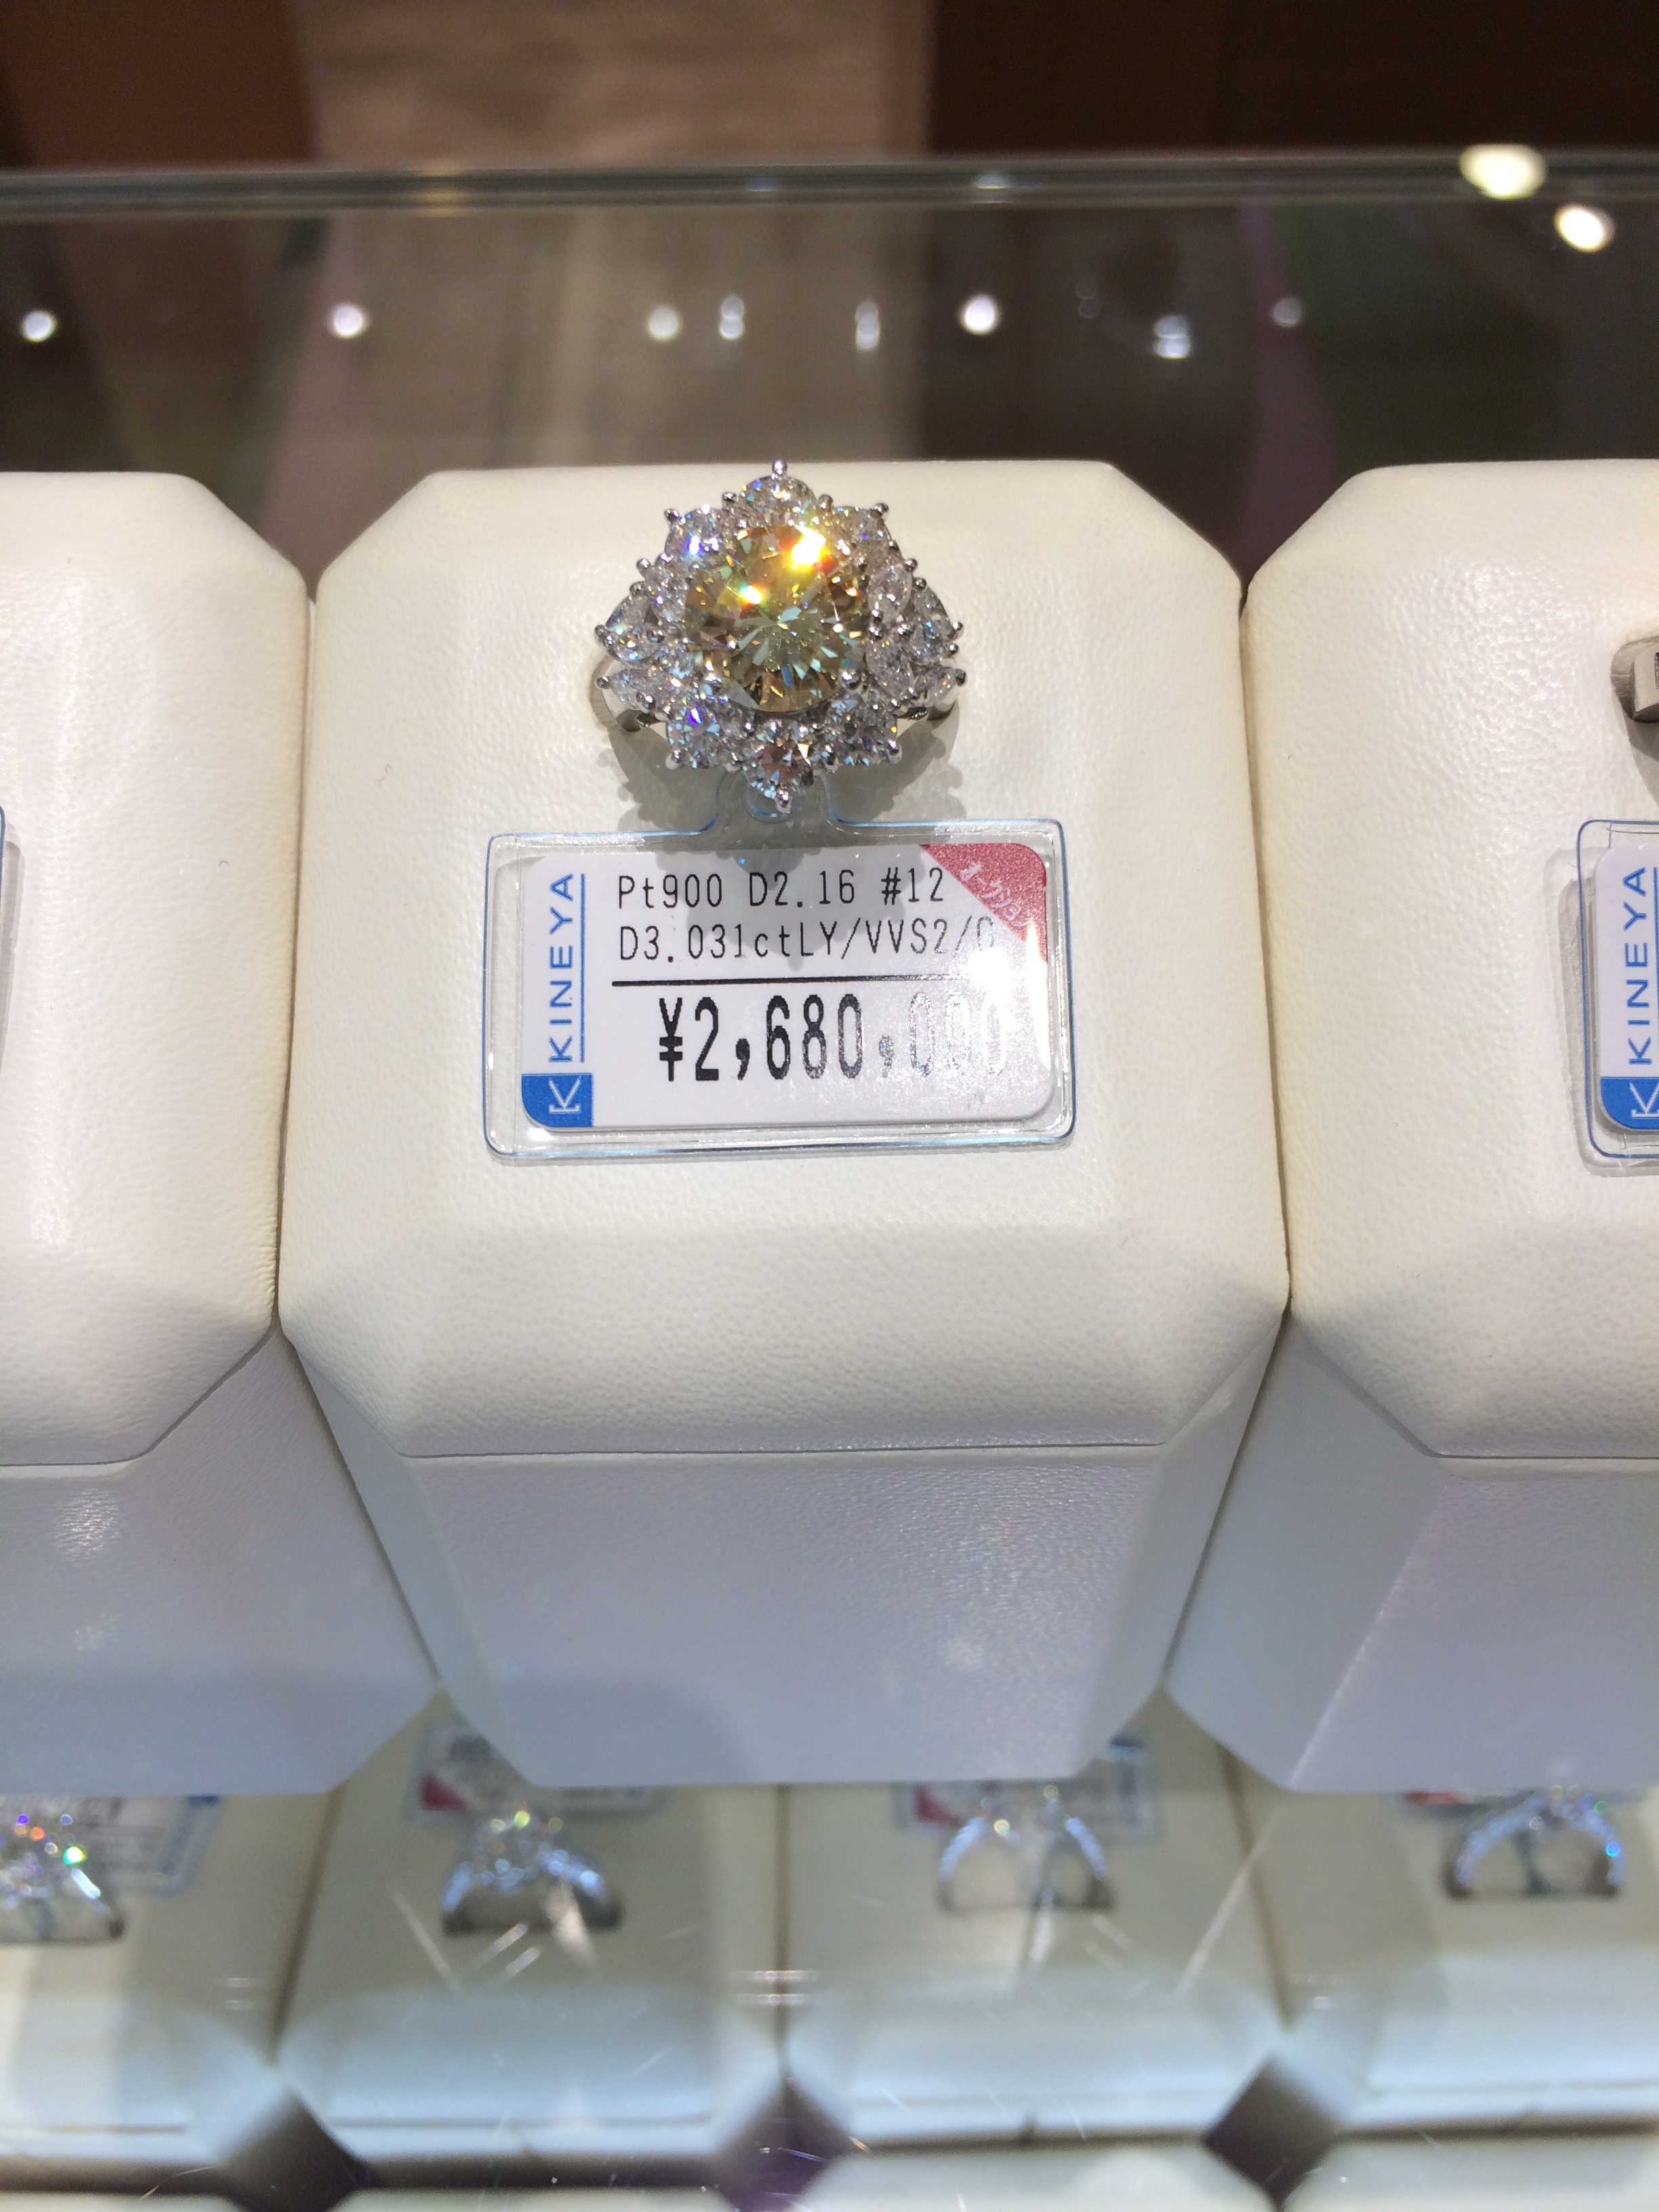 KINEYA
Pt900 D2.16 #12
D3.031ctLY/VVS2/G
¥2,680,000
KINEYA